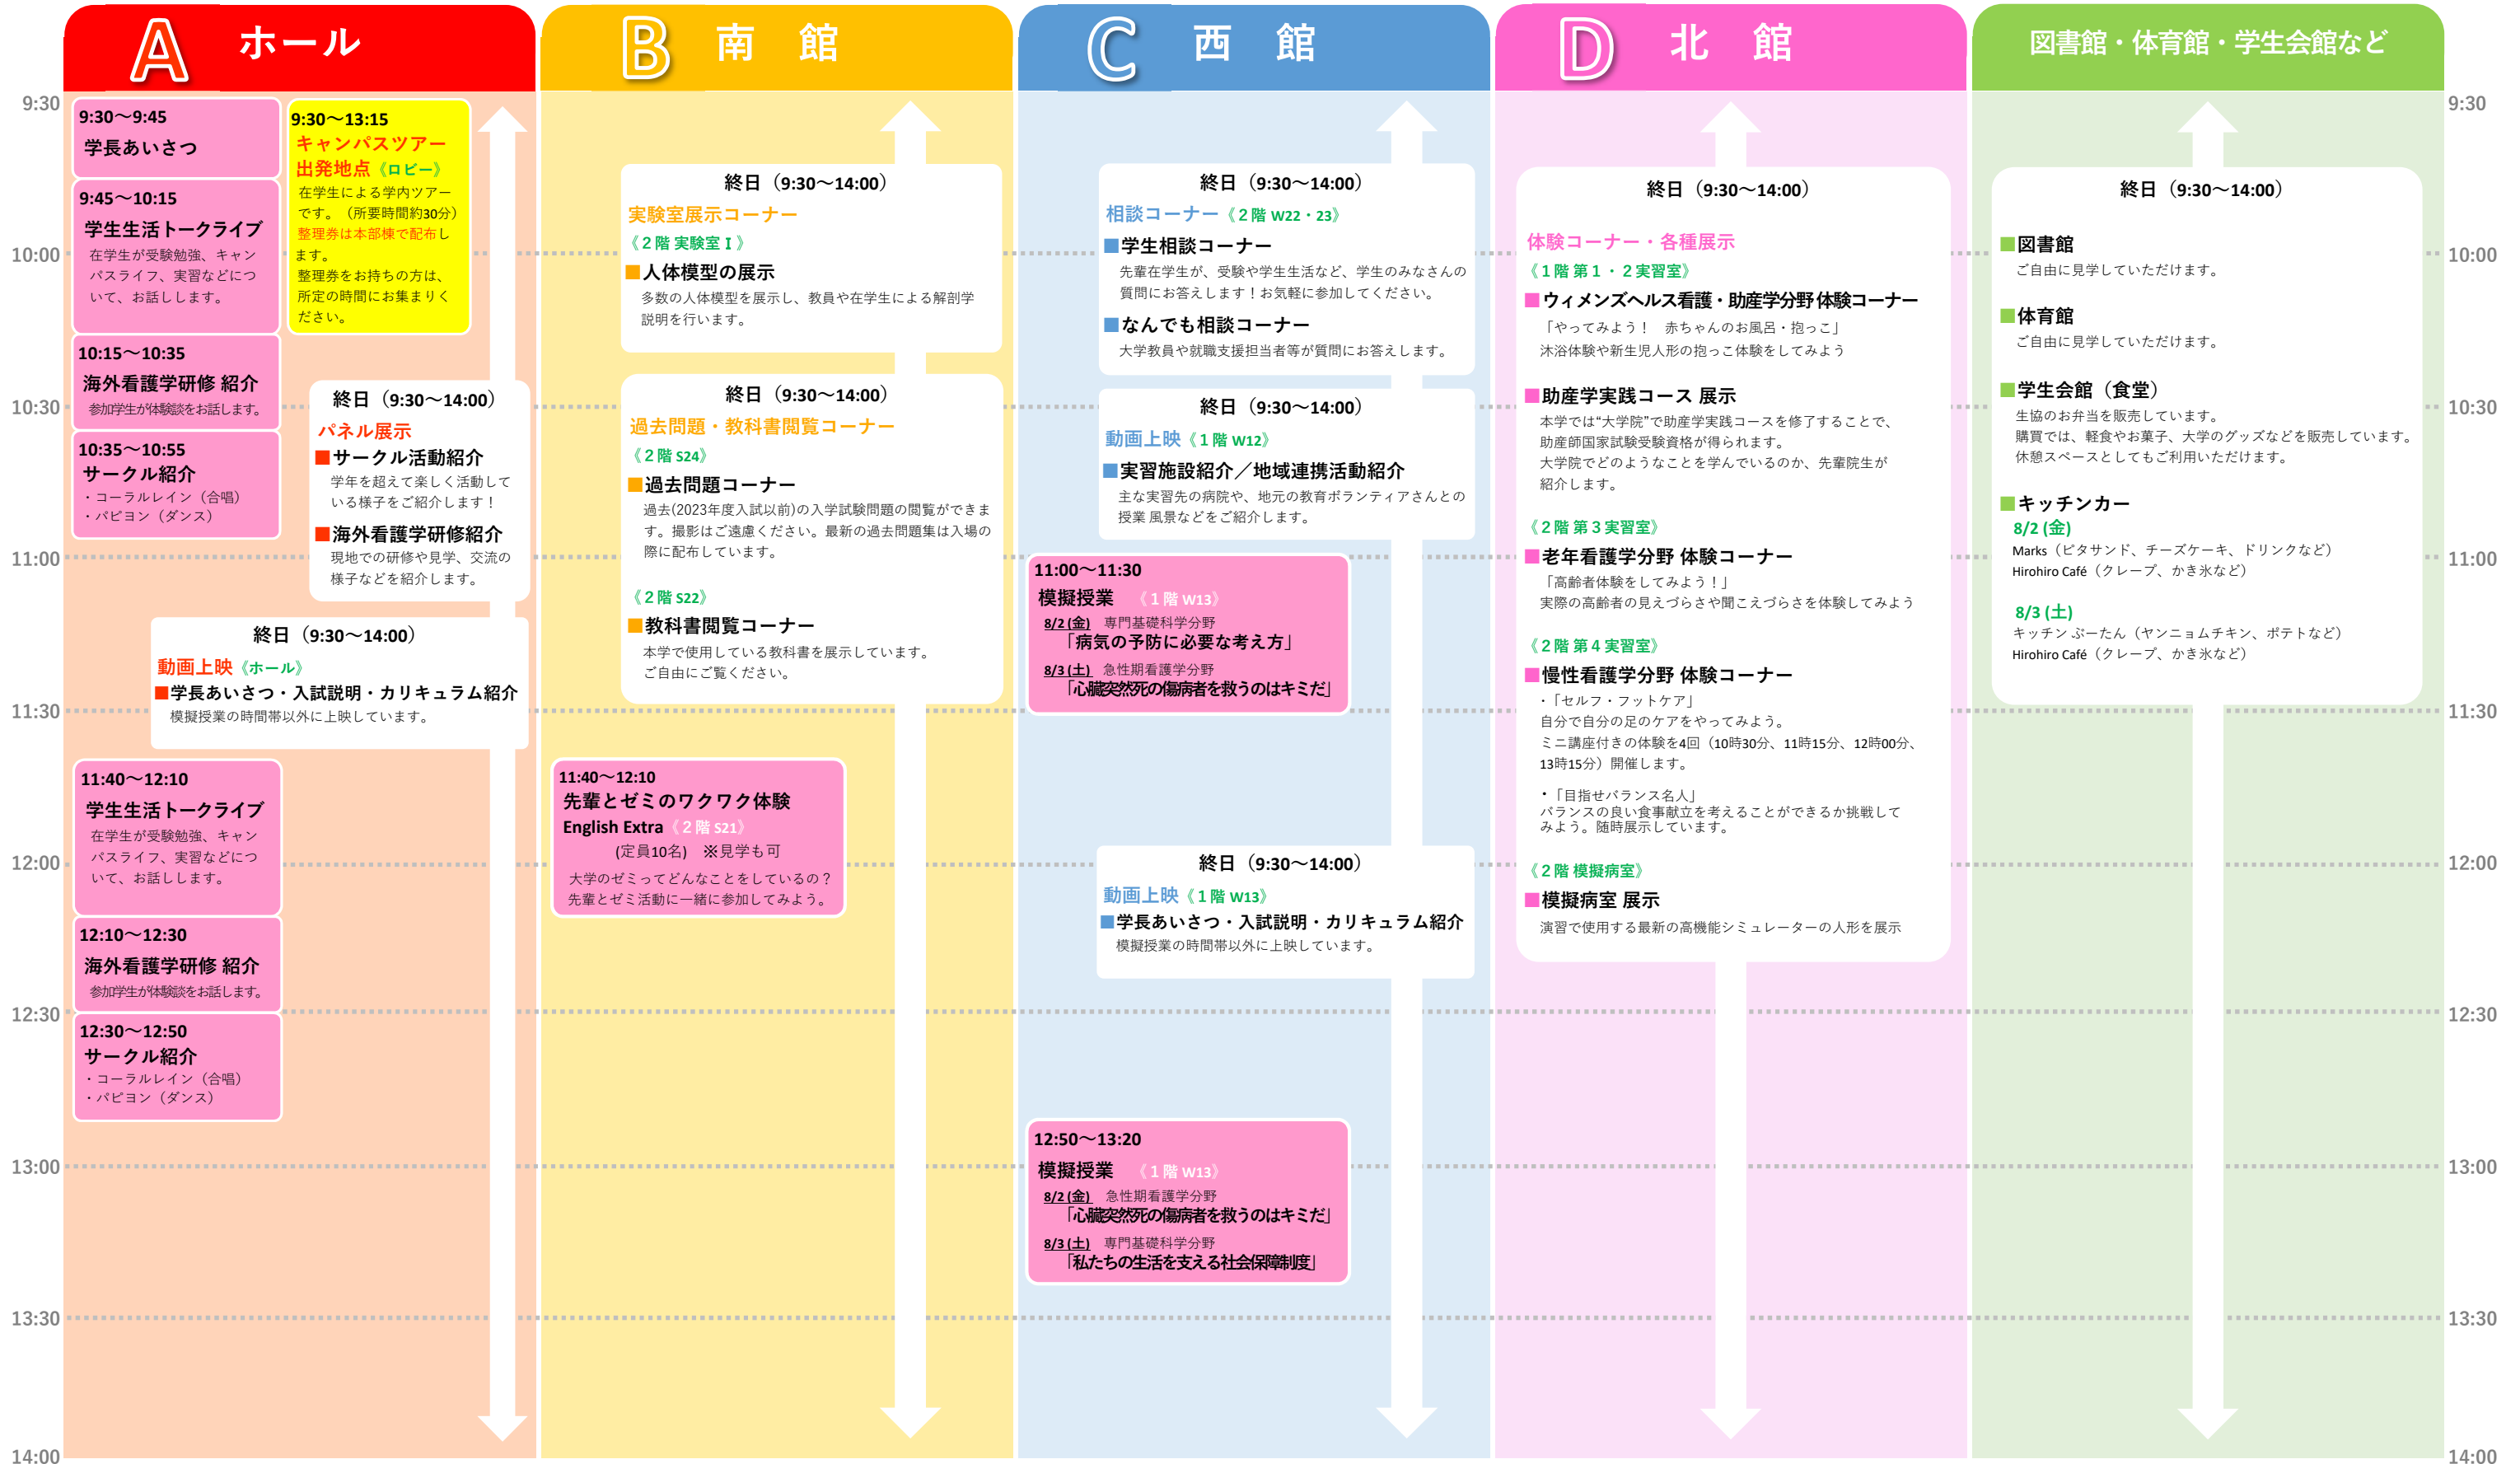 A ホール
9:30
10:00
10:30
11:00
11:30
12:00
12:30
13:00
13:30
14:00
9:30～9:45
学長あいさつ
9:45～10:15
学生生活トークライブ
在学生が受験勉強、キャン
パスライフ、実習などにつ
いて、お話しします。
10:15～10:35
海外看護学研修 紹介
参加学生が体験談をお話します。
10:35～10:55
サークル紹介
・コーラルレイン（合唱）
・パピヨン（ダンス）
9:30～13:15
キャンパスツアー
出発地点《ロビー》
在学生による学内ツアー
です。（所要時間約30分）
整理券は本部棟で配布し
ます。
整理券をお持ちの方は、
所定の時間にお集まりく
ださい。
終日（9:30～14:00）
パネル展示
■サークル活動紹介
学年を超えて楽しく活動して
いる様子をご紹介します！
■海外看護学研修紹介
現地での研修や見学、交流の
様子などを紹介します。
終日（9:30～14:00）
動画上映《ホール》
■学長あいさつ・入試説明・カリキュラム紹介
模擬授業の時間帯以外に上映しています。
11:40～12:10
学生生活トークライブ
在学生が受験勉強、キャン
パスライフ、実習などにつ
いて、お話しします。
12:10～12:30
海外看護学研修 紹介
参加学生が体験談をお話します。
12:30～12:50
サークル紹介
・コーラルレイン（合唱）
・パピヨン（ダンス）
B 南 館
終日（9:30～14:00）
実験室展示コーナー
《２階 実験室Ⅰ》
■人体模型の展示
多数の人体模型を展示し、教員や在学生による解剖学
説明を行います。
終日（9:30～14:00）
過去問題・教科書閲覧コーナー
《２階 S24》
■過去問題コーナー
過去(2023年度入試以前)の入学試験問題の閲覧ができま
す。撮影はご遠慮ください。最新の過去問題集は入場の
際に配布しています。
《２階 S22》
■教科書閲覧コーナー
本学で使用している教科書を展示しています。
ご自由にご覧ください。
11:40～12:10
先輩とゼミのワクワク体験
English Extra《２階 S21》
(定員10名)　※見学も可
大学のゼミってどんなことをしているの？
先輩とゼミ活動に一緒に参加してみよう。
C 西 館
終日（9:30～14:00）
相談コーナー《２階 W22・23》
■学生相談コーナー
先輩在学生が、受験や学生生活など、学生のみなさんの
質問にお答えします！お気軽に参加してください。
■なんでも相談コーナー
大学教員や就職支援担当者等が質問にお答えします。
終日（9:30～14:00）
動画上映《１階 W12》
■実習施設紹介／地域連携活動紹介
主な実習先の病院や、地元の教育ボランティアさんとの
授業 風景などをご紹介します。
11:00～11:30
模擬授業　《１階 W13》
8/2(金)　専門基礎科学分野
「病気の予防に必要な考え方」
8/3(土)　急性期看護学分野
「心臓突然死の傷病者を救うのはキミだ」
終日（9:30～14:00）
動画上映《１階 W13》
■学長あいさつ・入試説明・カリキュラム紹介
模擬授業の時間帯以外に上映しています。
12:50～13:20
模擬授業　《１階 W13》
8/2(金)　急性期看護学分野
「心臓突然死の傷病者を救うのはキミだ」
8/3(土)　専門基礎科学分野
「私たちの生活を支える社会保障制度」
D 北 館
終日（9:30～14:00）
体験コーナー・各種展示
《１階 第１・２実習室》
■ウィメンズヘルス看護・助産学分野 体験コーナー
「やってみよう！　赤ちゃんのお風呂・抱っこ」
沐浴体験や新生児人形の抱っこ体験をしてみよう
■助産学実践コース 展示
本学では“大学院”で助産学実践コースを修了することで、
助産師国家試験受験資格が得られます。
大学院でどのようなことを学んでいるのか、先輩院生が
紹介します。
《２階 第３実習室》
■老年看護学分野 体験コーナー
「高齢者体験をしてみよう！」
実際の高齢者の見えづらさや聞こえづらさを体験してみよう
《２階 第４実習室》
■慢性看護学分野 体験コーナー
・「セルフ・フットケア」
自分で自分の足のケアをやってみよう。
ミニ講座付きの体験を4回（10時30分、11時15分、12時00分、
13時15分）開催します。
・「目指せバランス名人」
バランスの良い食事献立を考えることができるか挑戦して
みよう。随時展示しています。
《２階 模擬病室》
■模擬病室 展示
演習で使用する最新の高機能シミュレーターの人形を展示
図書館・体育館・学生会館など
終日（9:30～14:00）
■図書館
ご自由に見学していただけます。
■体育館
ご自由に見学していただけます。
■学生会館（食堂）
生協のお弁当を販売しています。
購買では、軽食やお菓子、大学のグッズなどを販売しています。
休憩スペースとしてもご利用いただけます。
■キッチンカー
8/2 (金)
Marks（ピタサンド、チーズケーキ、ドリンクなど）
Hirohiro Café（クレープ、かき氷など）
8/3 (土)
キッチン ぶーたん（ヤンニョムチキン、ポテトなど）
Hirohiro Café（クレープ、かき氷など）
9:30
10:00
10:30
11:00
11:30
12:00
12:30
13:00
13:30
14:00